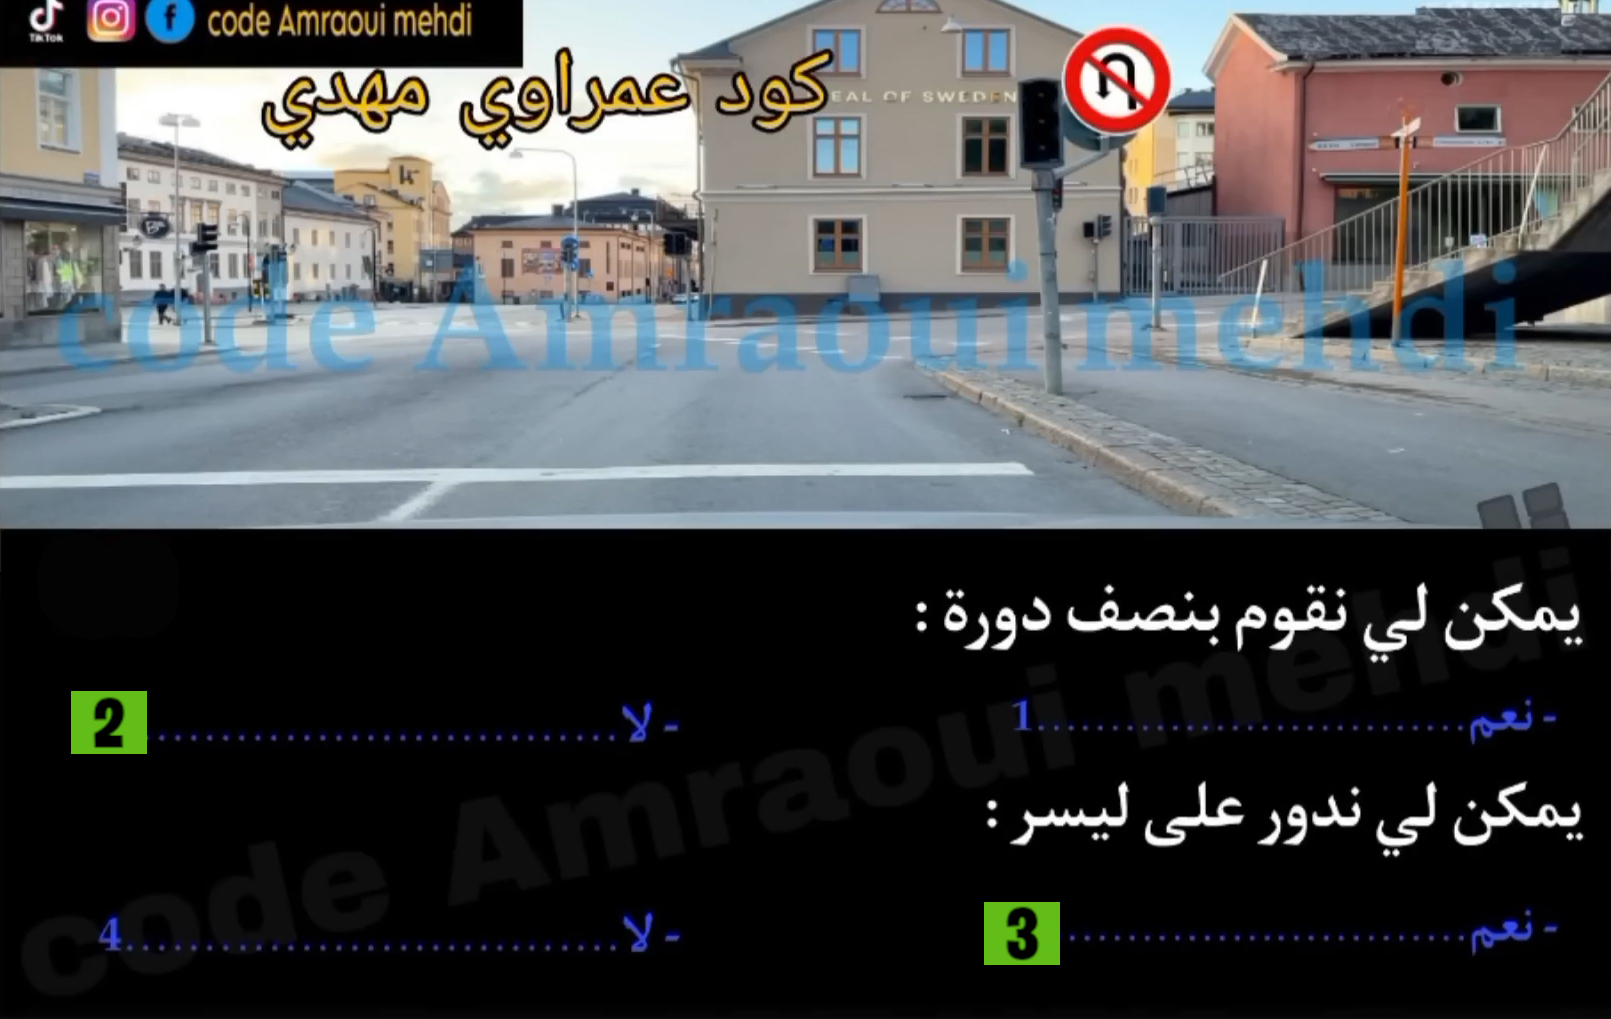 TikTok
code Amraoui mehdi
كود عمراوي مهدي
EAL OF SWEDEN
code Amraoui mehdi
يمكن لي نقوم بنصف دورة :
- نعم..............................1
- لا..............................2
يمكن لي ندور على ليسر :
- نعم..............................3
- لا..............................4
code Amraoui mehdi